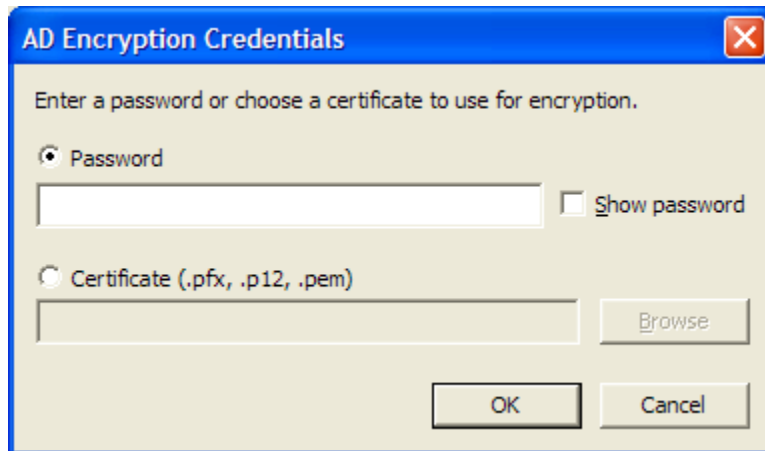 AD Encryption Credentials
Enter a password or choose a certificate to use for encryption.
Password
Show password
Certificate (.pfx, .p12, .pem)
Browse
OK Cancel